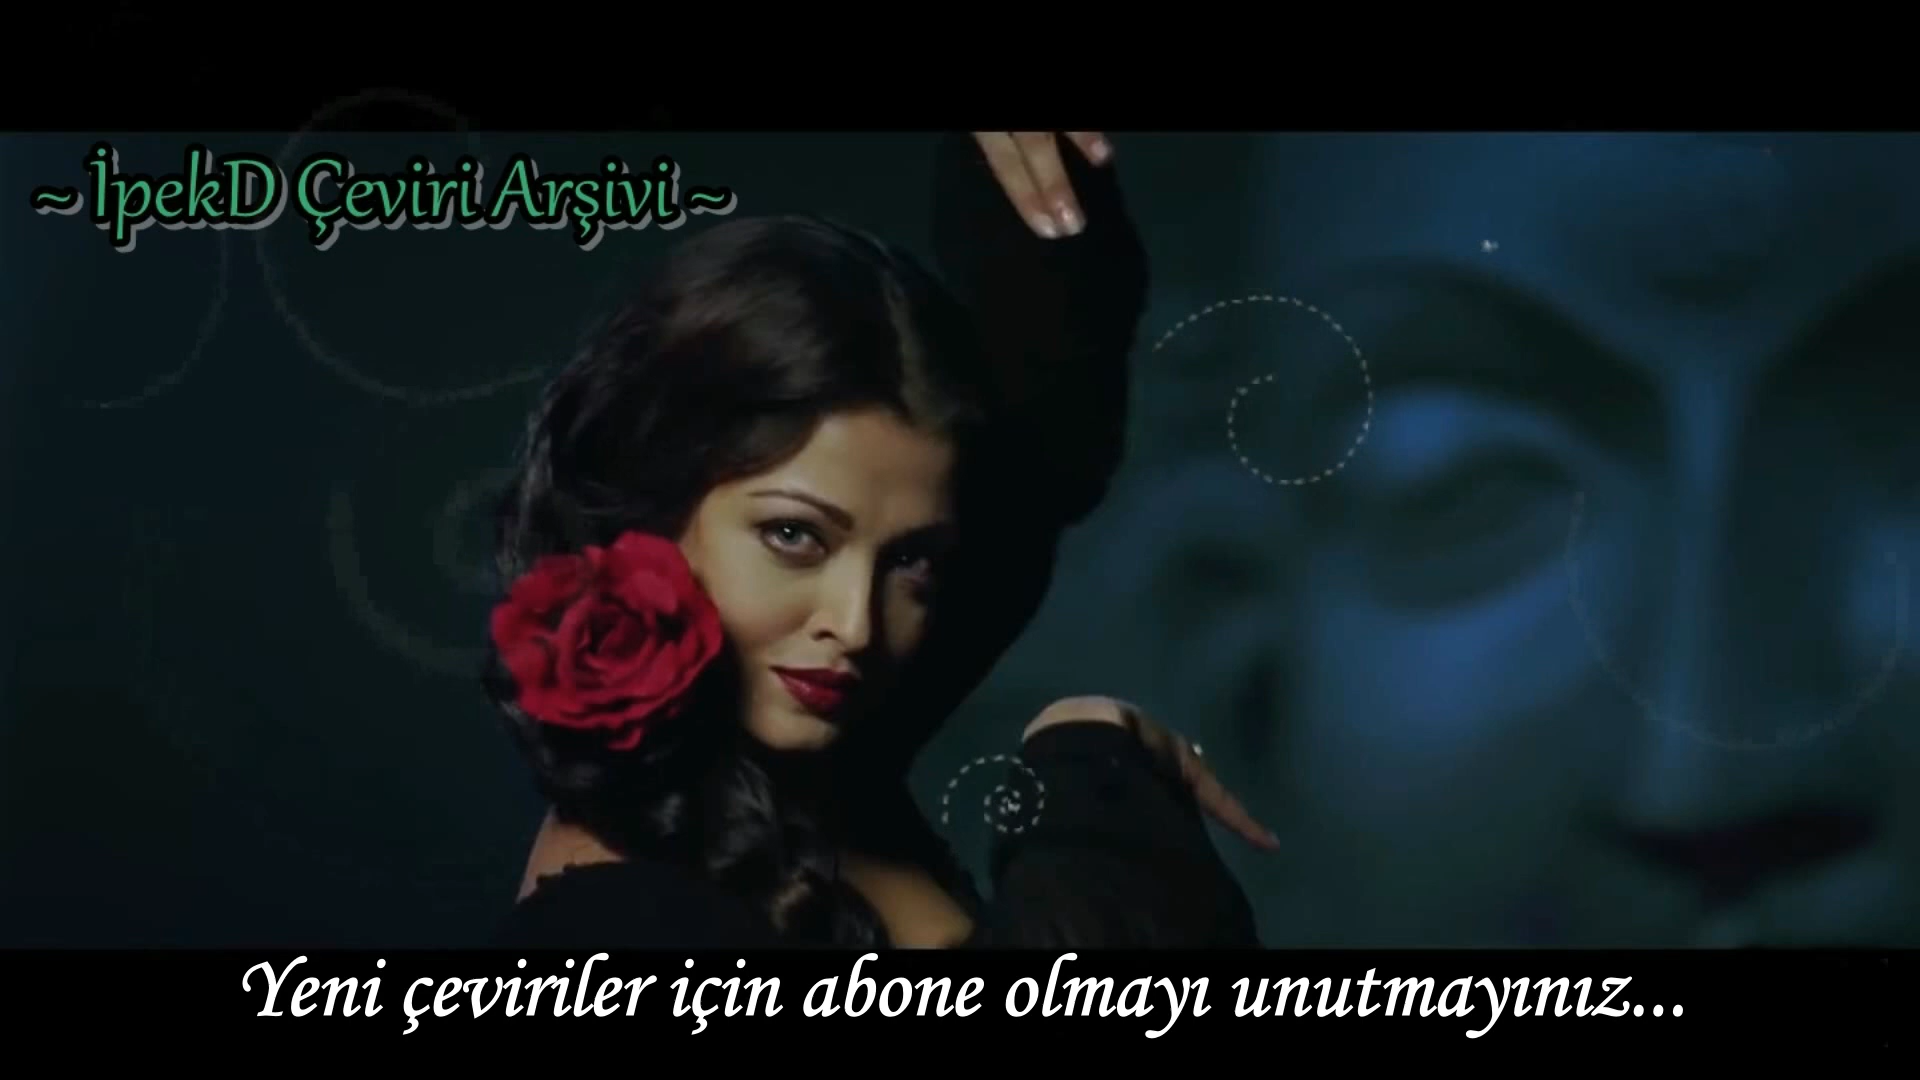 ~ İpekD Çeviri Arşivi ~
Yeni çeviriler için abone olmayı unutmayınız...